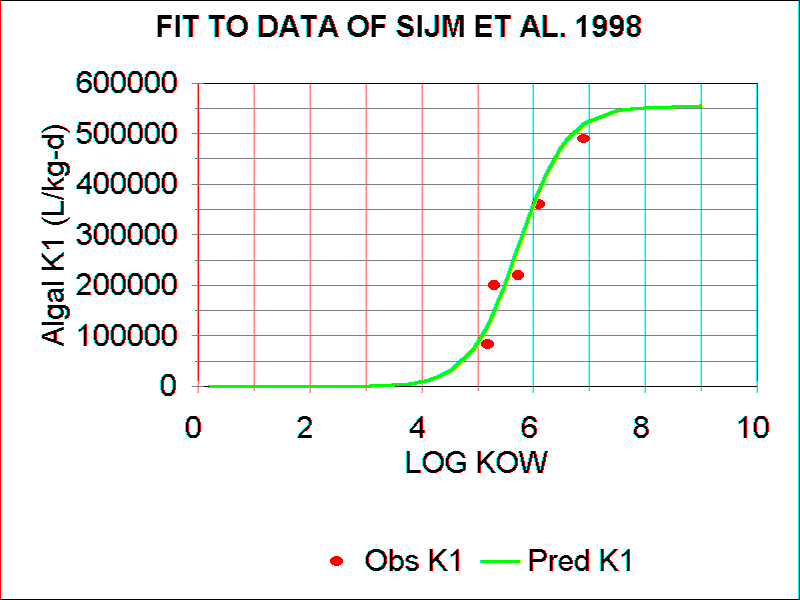 FIT TO DATA OF SIJM ET AL. 1998
600000
500000
400000
300000
200000
100000
0
Algal K1 (L/kg-d)
0 2 4 6 8 10
LOG KOW
Obs K1 Pred K1